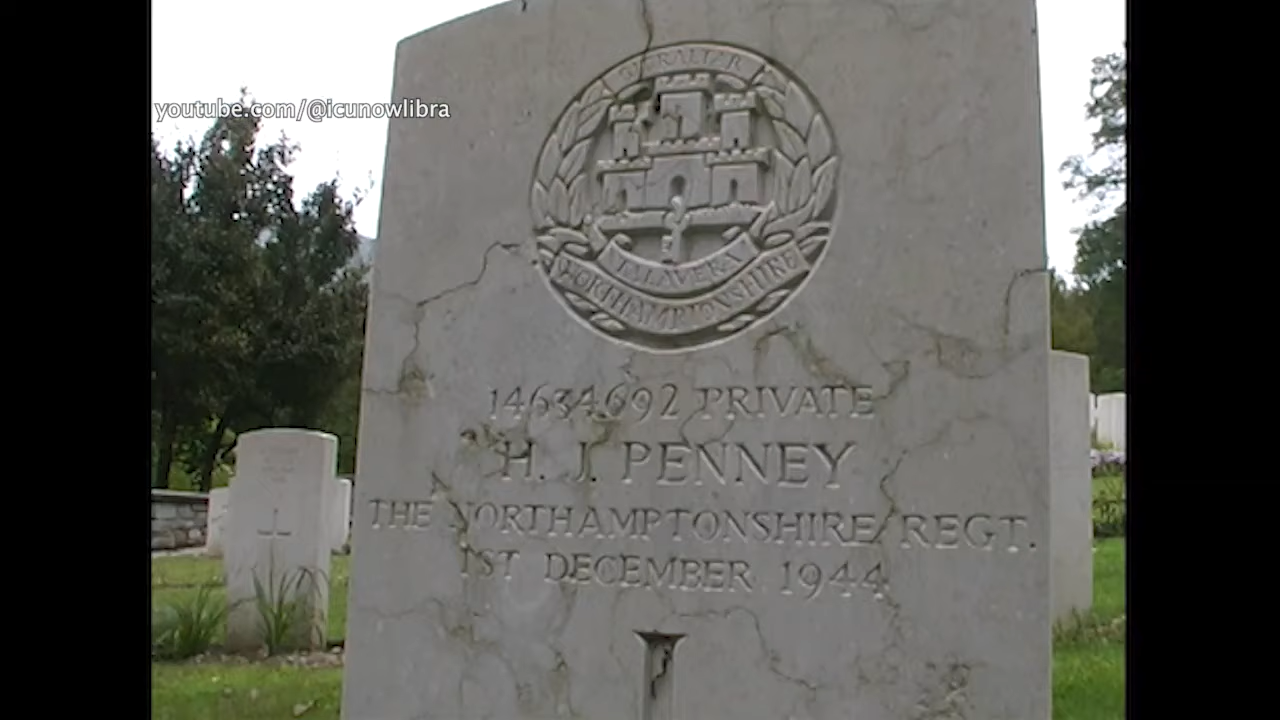 youtube.com/@icunowlibra
GIBRALTAR
TALAVERA
NORTHAMPTONSHIRE
14634692 PRIVATE
H. J. PENNEY
THE NORTHAMPTONSHIRE REGT.
1ST DECEMBER 1944